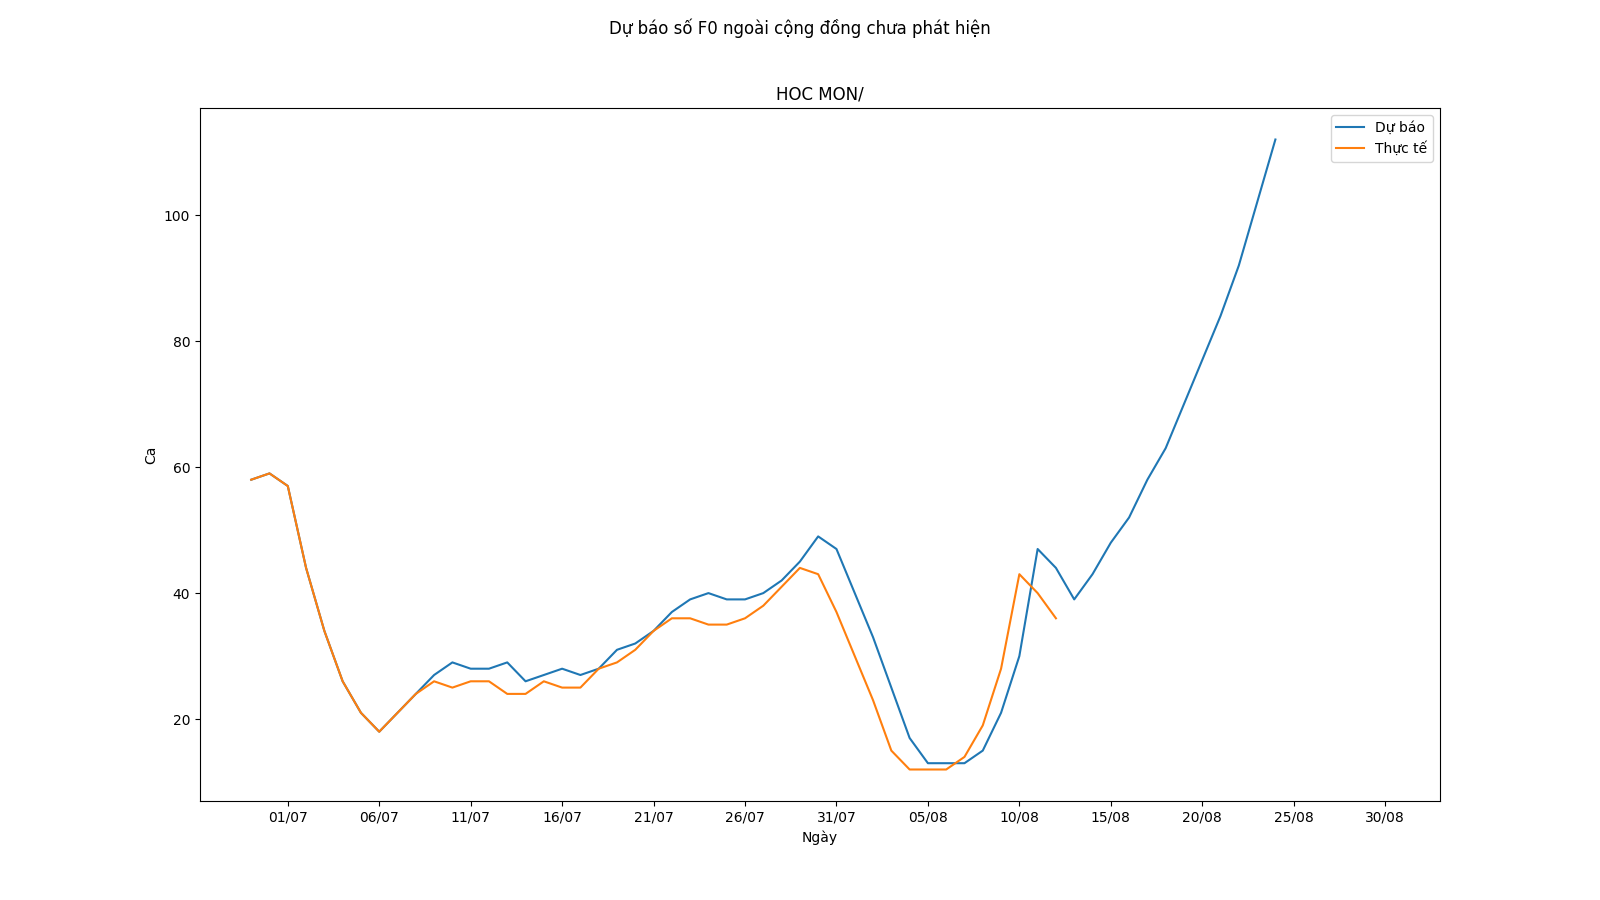 Dự báo số F0 ngoài cộng đồng chưa phát hiện
HOC MON/
Dự báo
Thực tế
100
80
60
40
20
Ca
01/07 06/07 11/07 16/07 21/07 26/07 31/07 05/08 10/08 15/08 20/08 25/08 30/08
Ngày